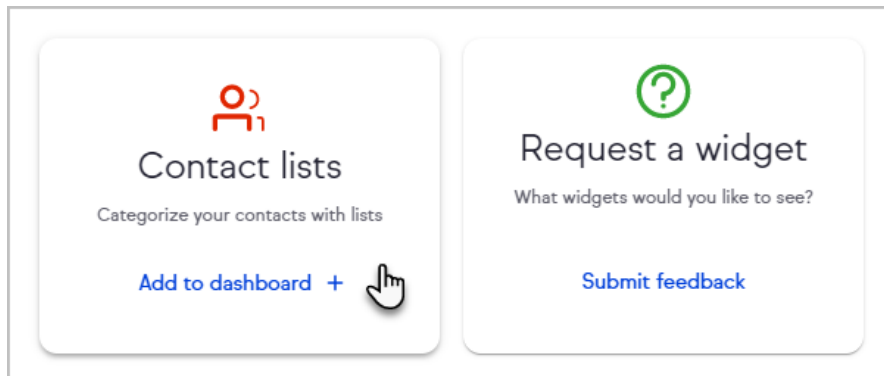 Contact lists
Categorize your contacts with lists
Add to dashboard +
Request a widget
What widgets would you like to see?
Submit feedback